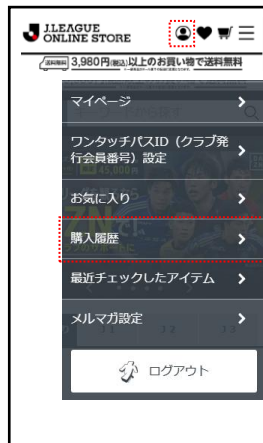 J.LEAGUE
ONLINE STORE
送料無料 3,980円(税込)以上のお買い物で送料無料
マイページ
ワンタッチパスID（クラブ発
行会員番号）設定
お気に入り
購入履歴
最近チェックしたアイテム
メルマガ設定
ログアウト